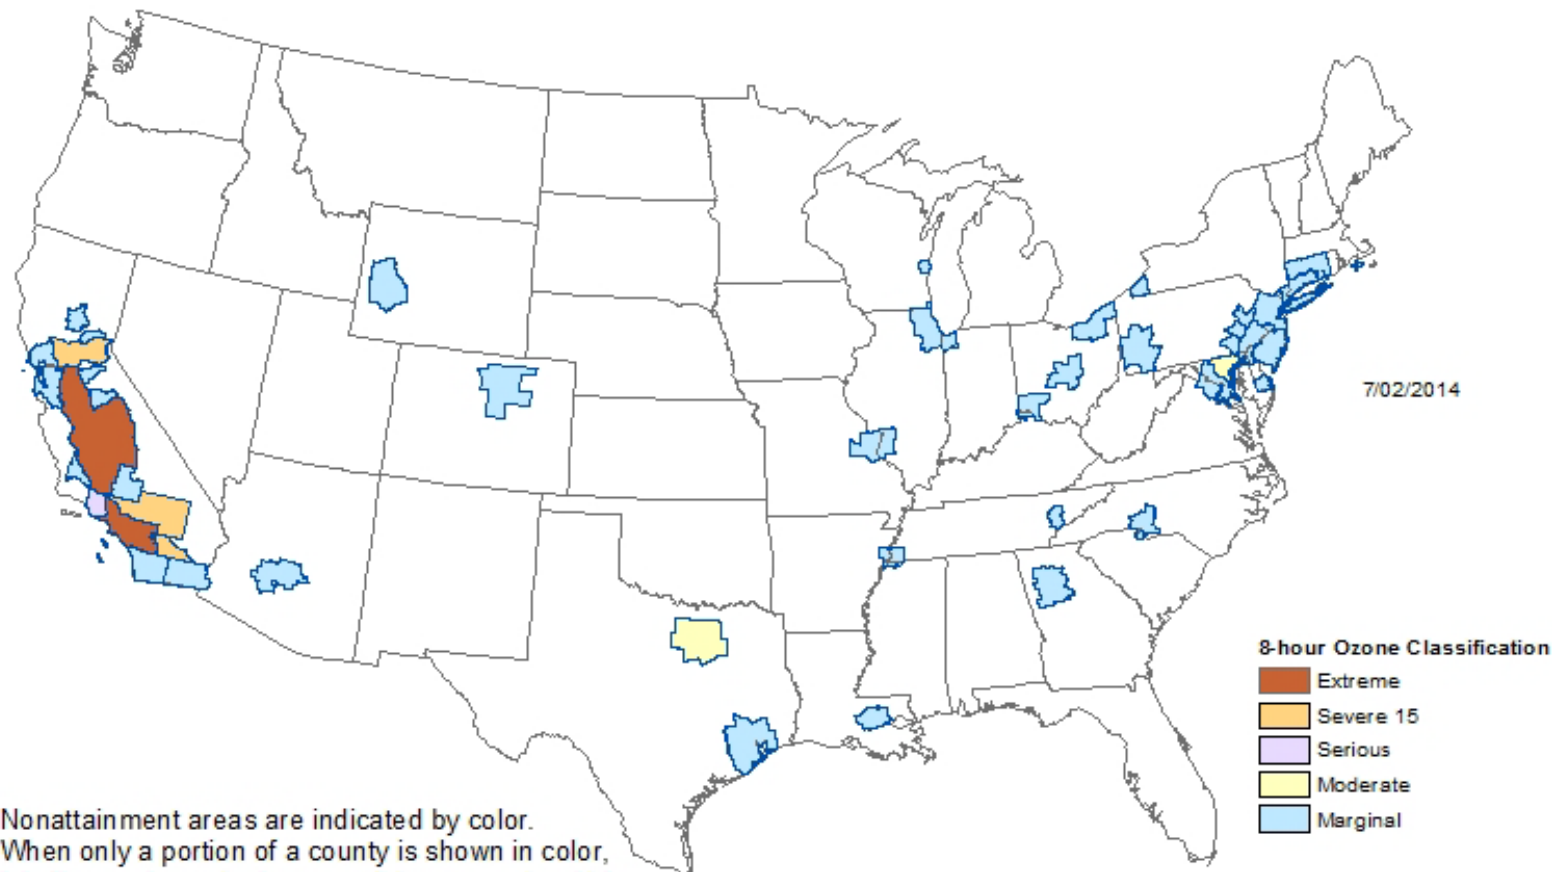 7/02/2014
8-hour Ozone Classification
Extreme
Severe 15
Serious
Moderate
Marginal
Nonattainment areas are indicated by color.
When only a portion of a county is shown in color,